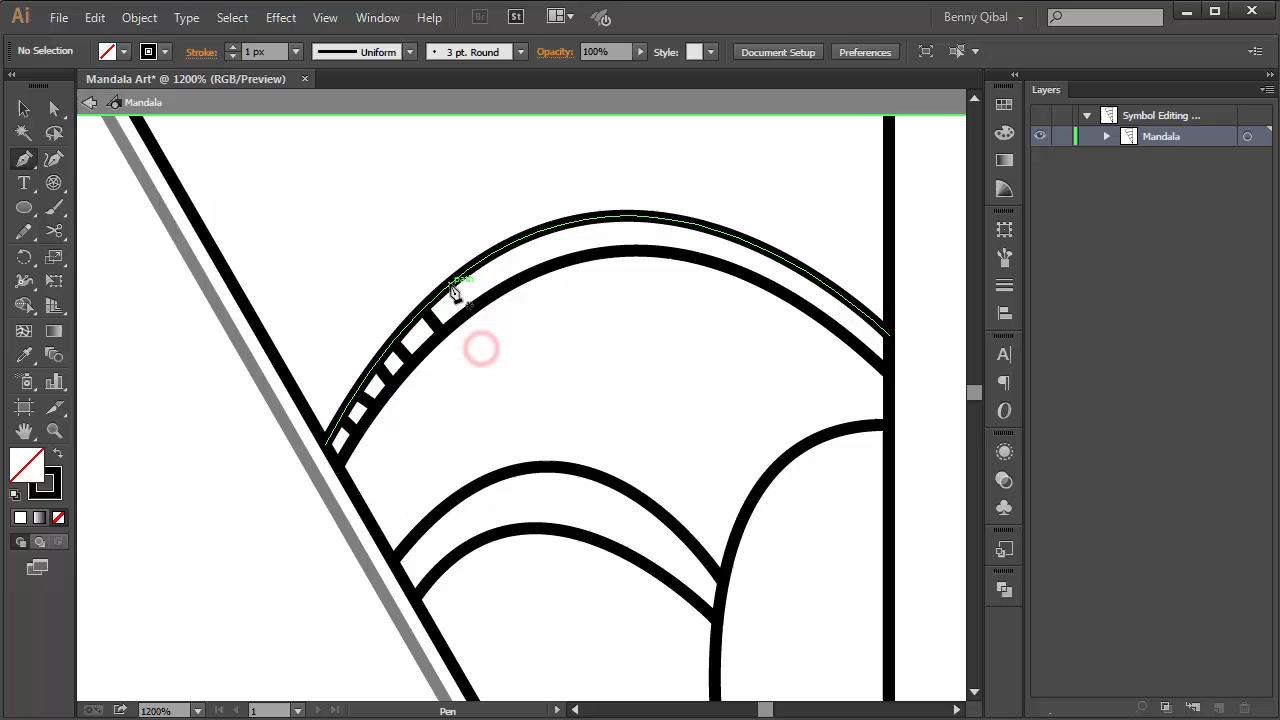 Ai File Edit Object Type Select Effect View Window Help Br St Benny Qibal
No Selection Stroke: 1 px Uniform 3 pt. Round Opacity: 100% Style: Document Setup Preferences
Mandala Art* @ 1200% (RGB/Preview) ×
Mandala
Layers
Symbol Editing ...
Mandala
path
1200% 1 Pen